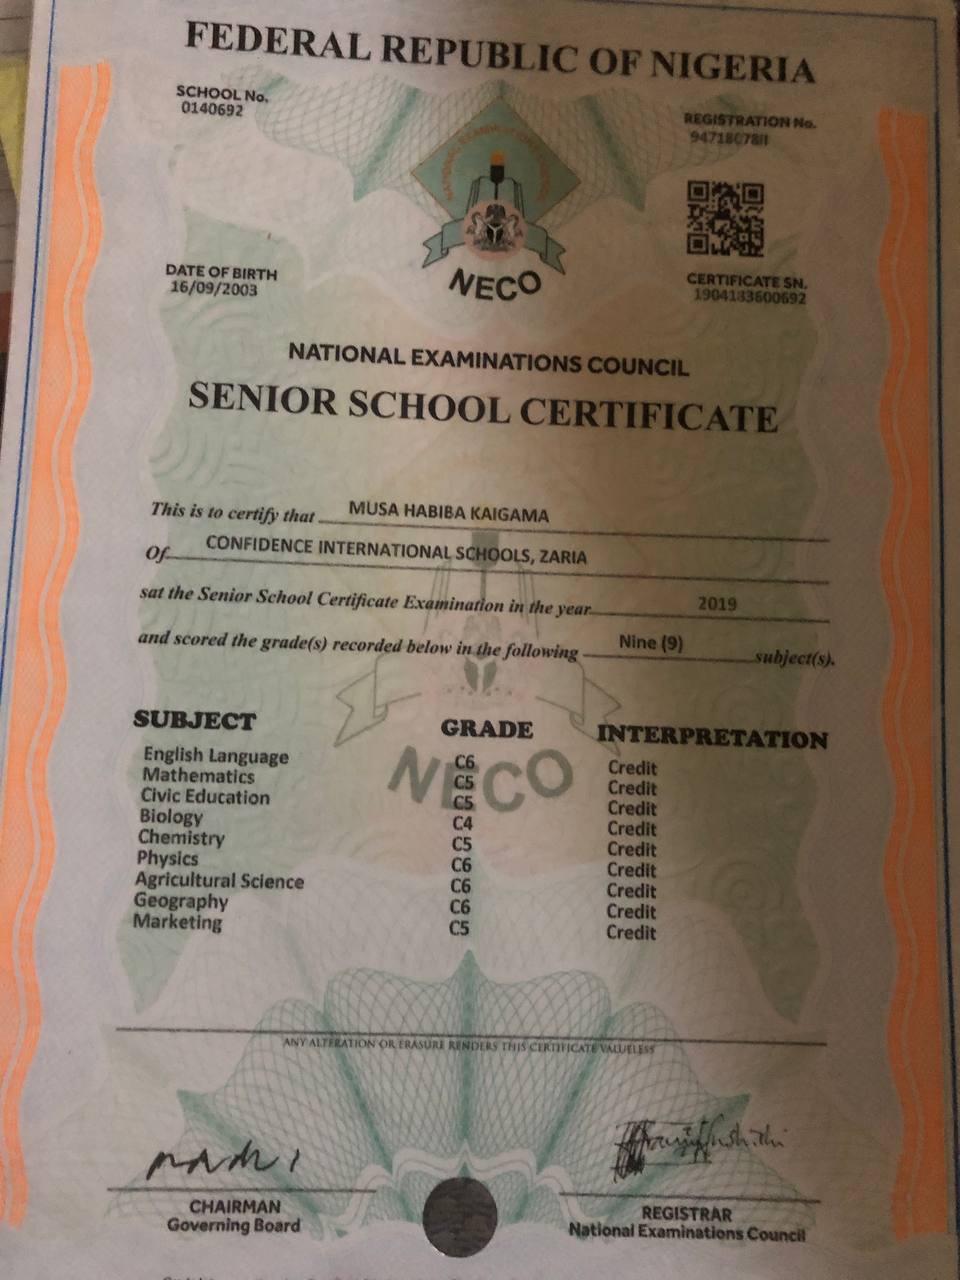 FEDERAL REPUBLIC OF NIGERIA
SCHOOL No.
0140692
REGISTRATION No.
DATE OF BIRTH
16/09/2003
NECO
CERTIFICATE SN.
1904133600692
NATIONAL EXAMINATIONS COUNCIL
SENIOR SCHOOL CERTIFICATE
This is to certify that MUSA HABIBA KAIGAMA
Of CONFIDENCE INTERNATIONAL SCHOOLS, ZARIA
sat the Senior School Certificate Examination in the year 2019
and scored the grade(s) recorded below in the following Nine (9) subject(s).
SUBJECT GRADE INTERPRETATION
English Language C6 Credit
Mathematics C5 Credit
Civic Education C5 Credit
Biology C4 Credit
Chemistry C5 Credit
Physics C6 Credit
Agricultural Science C6 Credit
Geography C6 Credit
Marketing C5 Credit
NECO
ANY ALTERATION OR ERASURE RENDERS THIS CERTIFICATE VALUELESS
CHAIRMAN
Governing Board
REGISTRAR
National Examinations Council